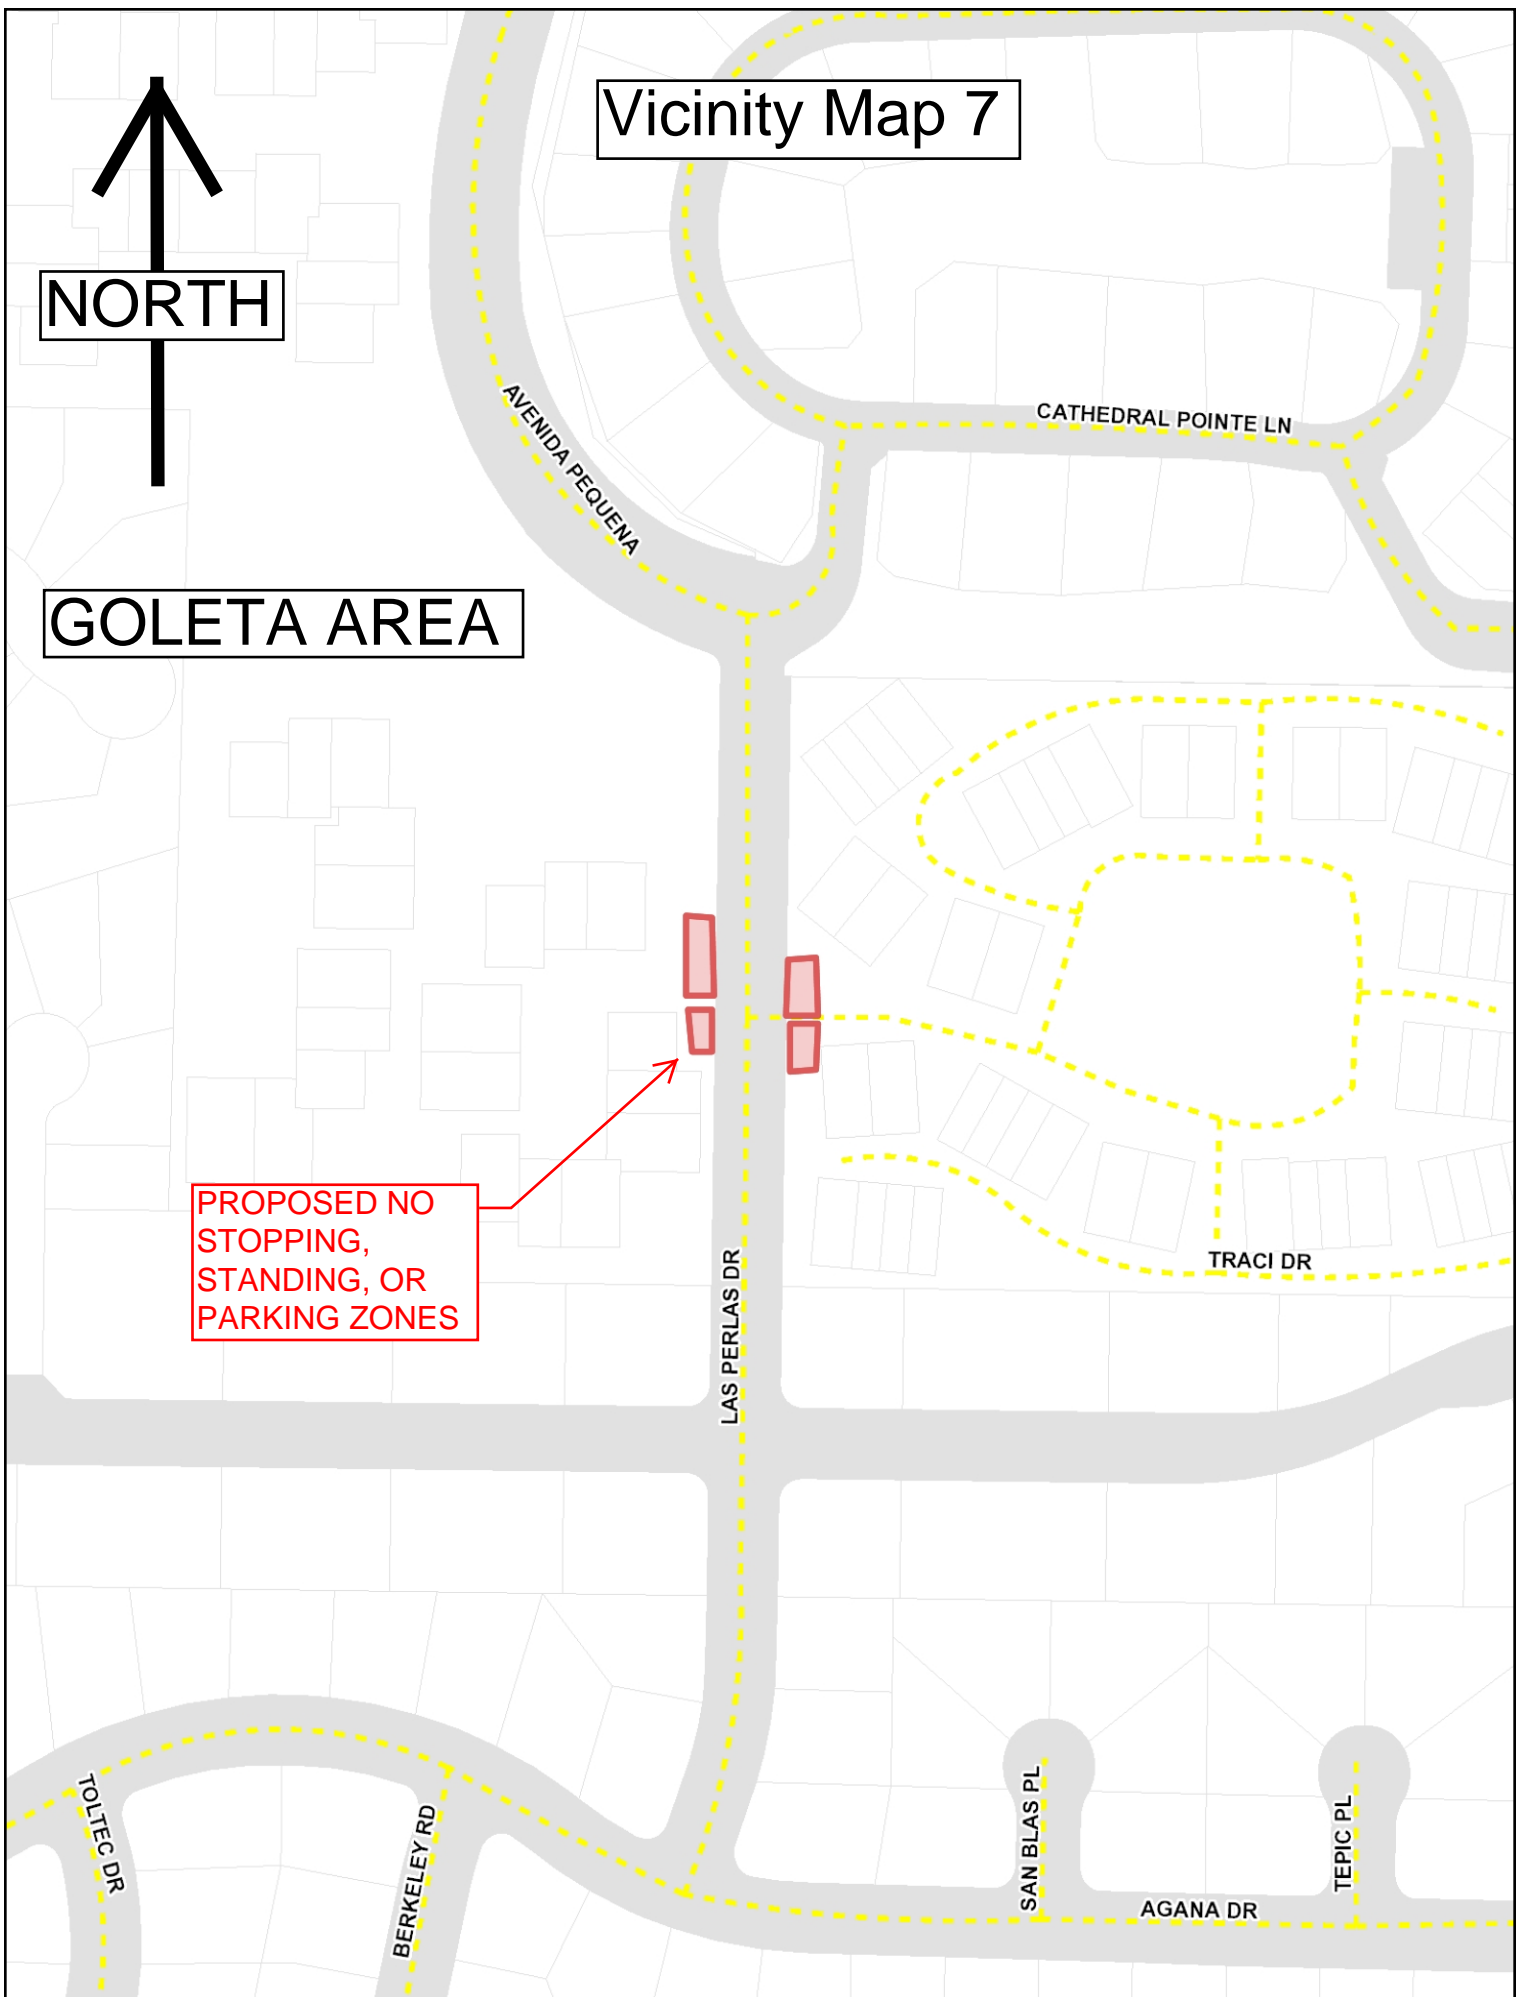 Vicinity Map 7
NORTH
AVENIDA PEQUENA
CATHEDRAL POINTE LN
GOLETA AREA
PROPOSED NO
STOPPING,
STANDING, OR
PARKING ZONES
LAS PERLAS DR
TRACI DR
TOLTEC DR
BERKELEY RD
SAN BLAS PL
TEPIC PL
AGANA DR